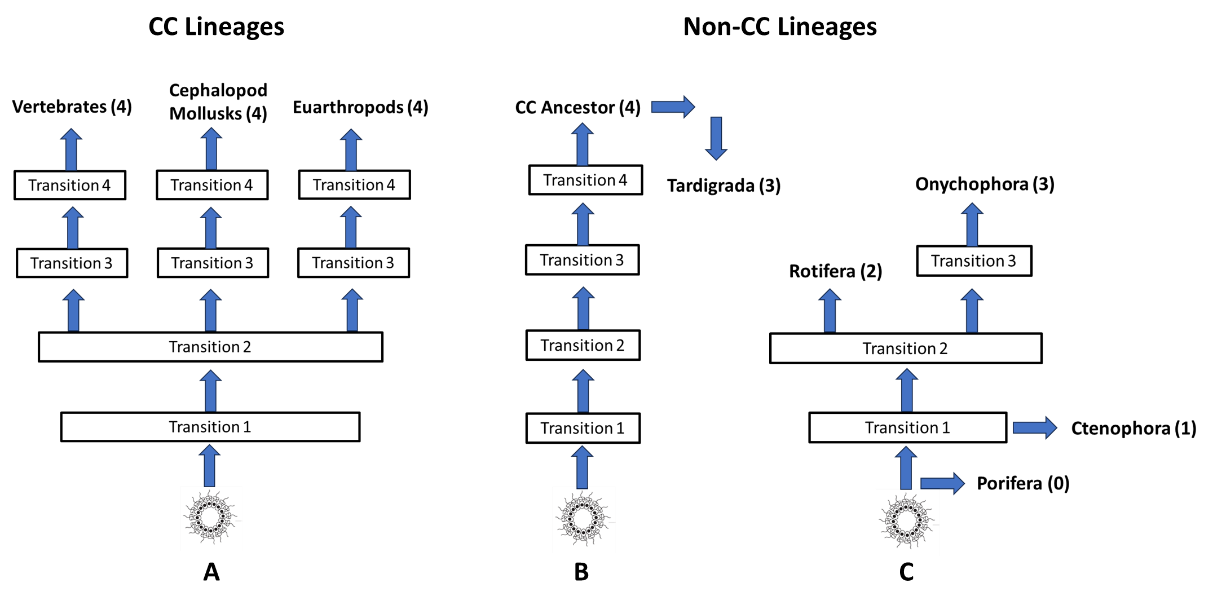 CC Lineages
Non-CC Lineages
Vertebrates (4)
Cephalopod
Mollusks (4)
Euarthropods (4)
Transition 4
Transition 4
Transition 4
Transition 3
Transition 3
Transition 3
Transition 2
Transition 1
A
CC Ancestor (4)
Tardigrada (3)
Transition 4
Transition 3
Transition 2
Transition 1
B
Onychophora (3)
Transition 3
Rotifera (2)
Transition 2
Transition 1
Ctenophora (1)
Porifera (0)
C